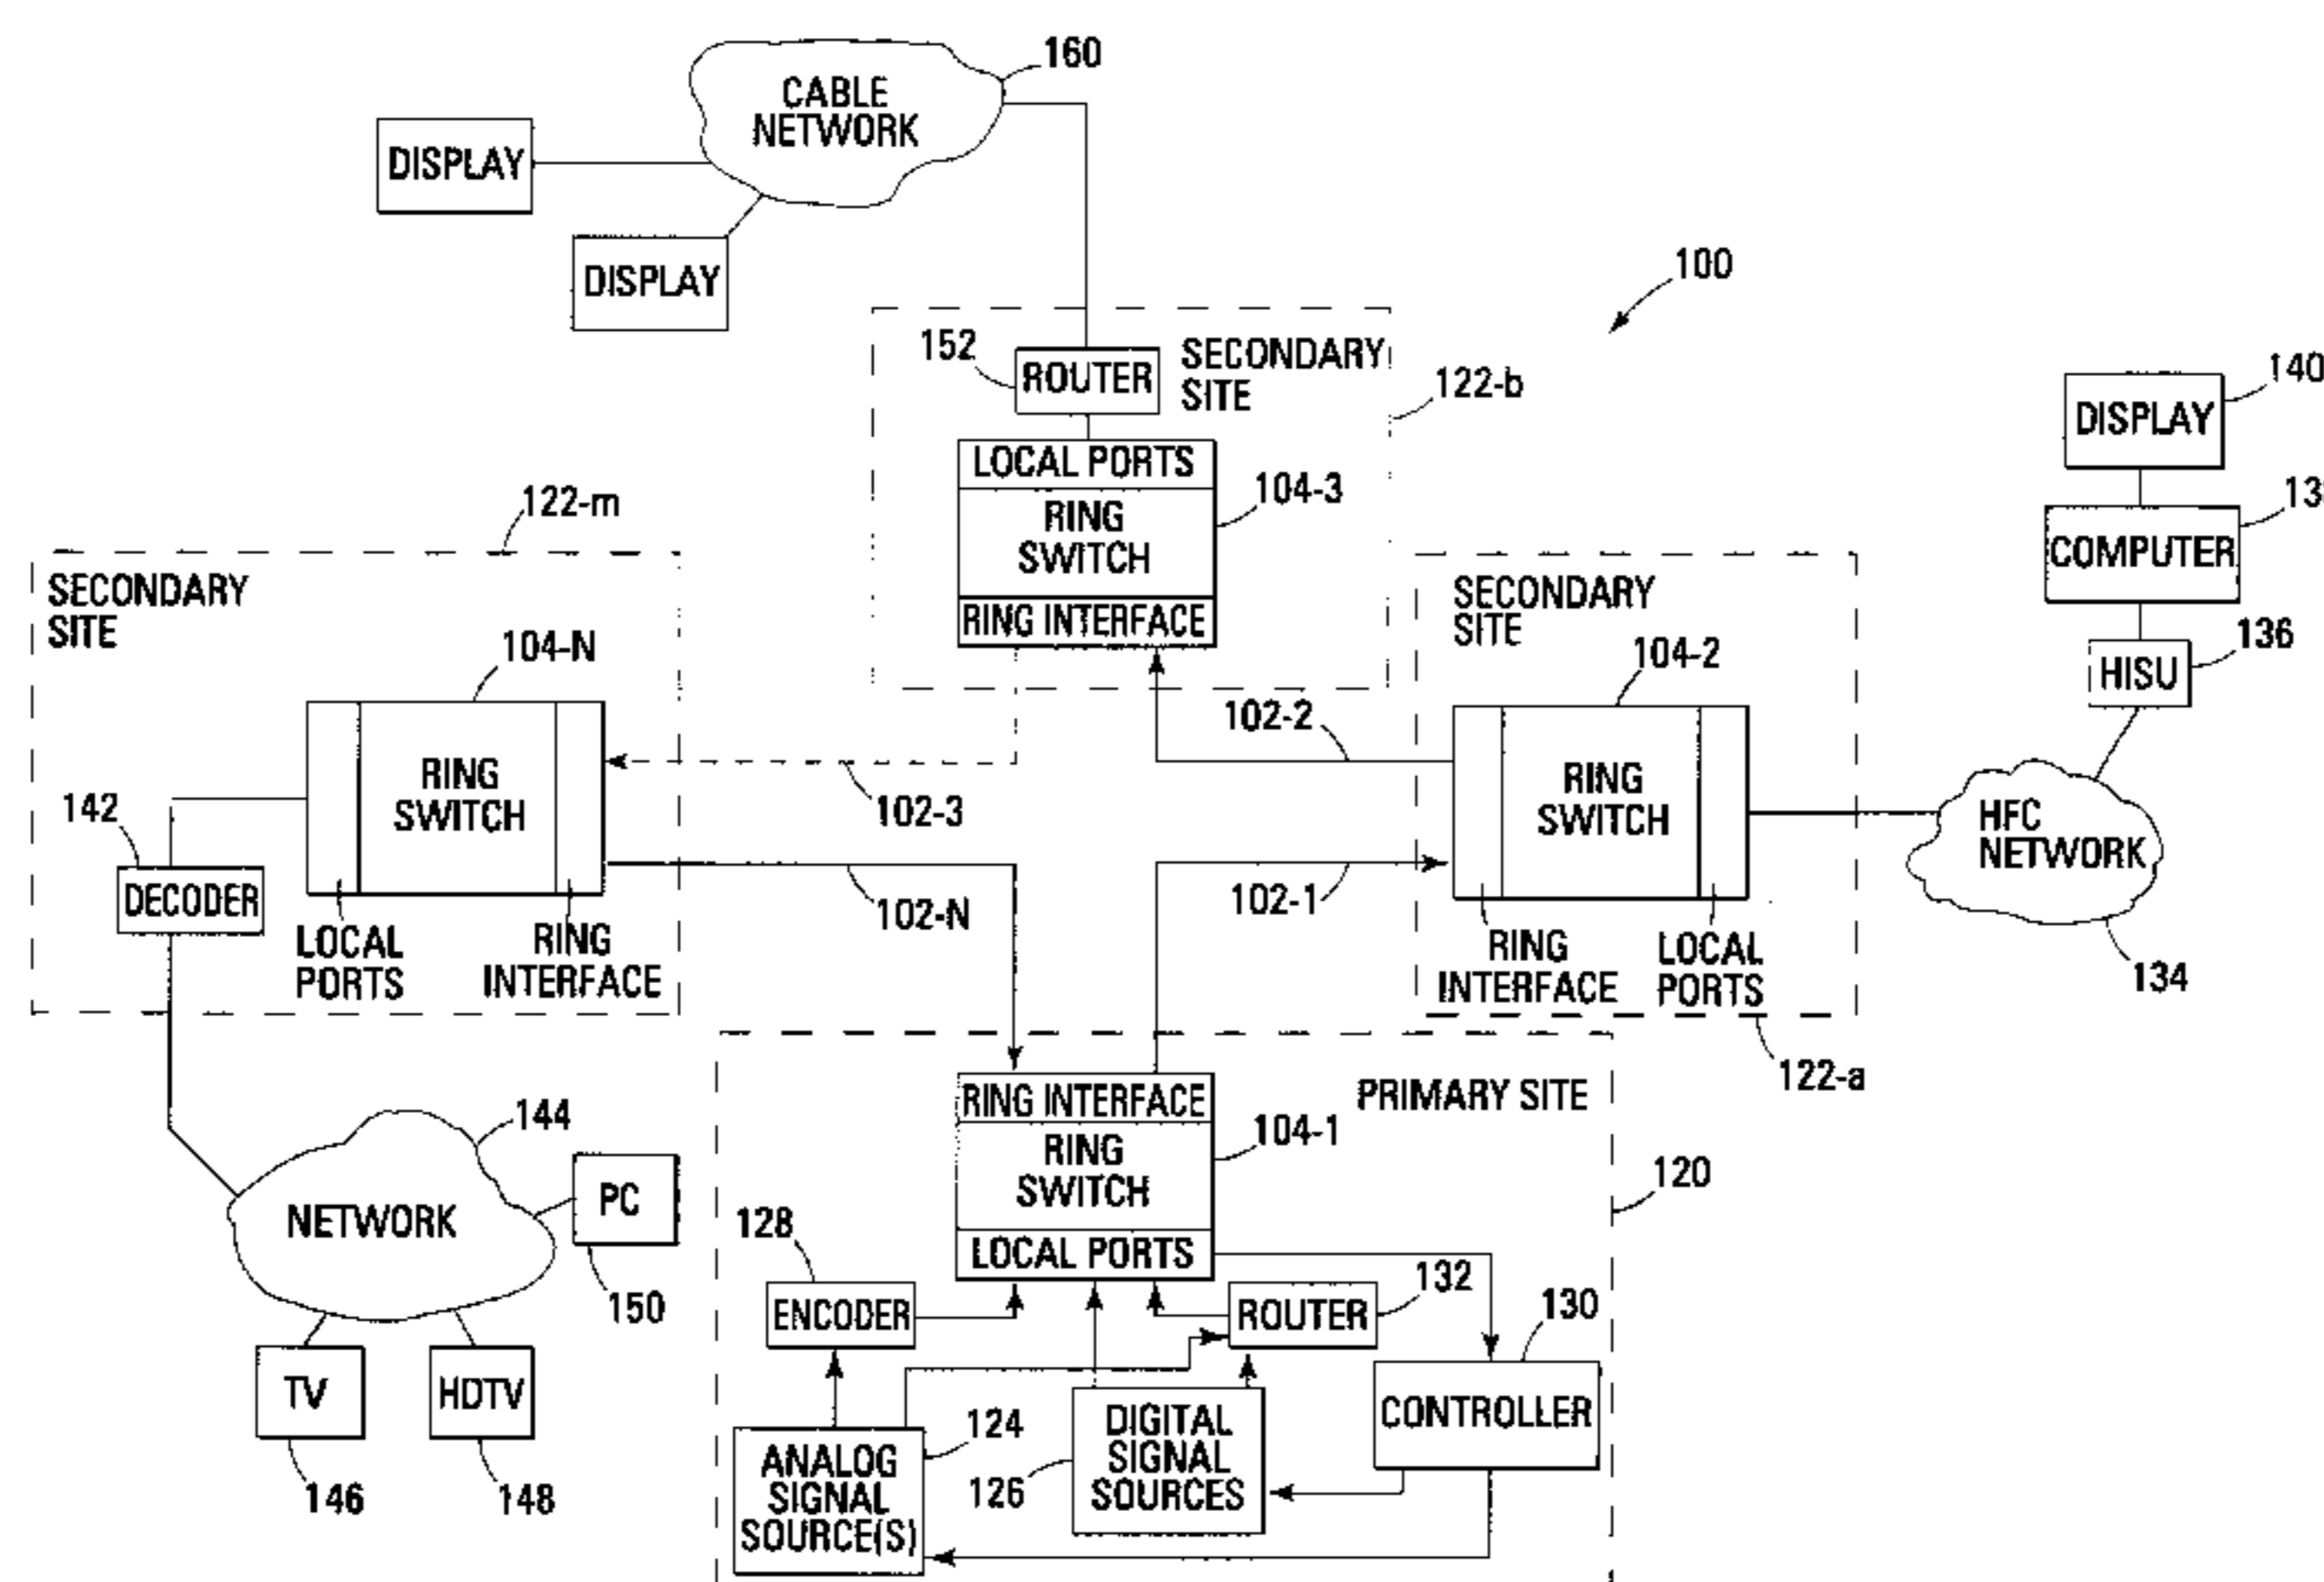 160
CABLE
NETWORK
DISPLAY
DISPLAY
100
152
ROUTER
SECONDARY
SITE
122-b
LOCAL PORTS
RING
SWITCH
104-3
RING INTERFACE
140
DISPLAY
COMPUTER
136
HISU
122-m
SECONDARY
SITE
104-N
RING
SWITCH
142
DECODER
LOCAL
PORTS
RING
INTERFACE
102-3
102-N
102-2
102-1
SECONDARY
SITE
104-2
RING
SWITCH
RING
INTERFACE
LOCAL
PORTS
122-a
HFC
NETWORK
134
144
NETWORK
PC
150
TV
146
HDTV
148
PRIMARY SITE
120
RING INTERFACE
RING
SWITCH
104-1
LOCAL PORTS
128
ENCODER
132
ROUTER
130
CONTROLLER
124
ANALOG
SIGNAL
SOURCE(S)
126
DIGITAL
SIGNAL
SOURCES